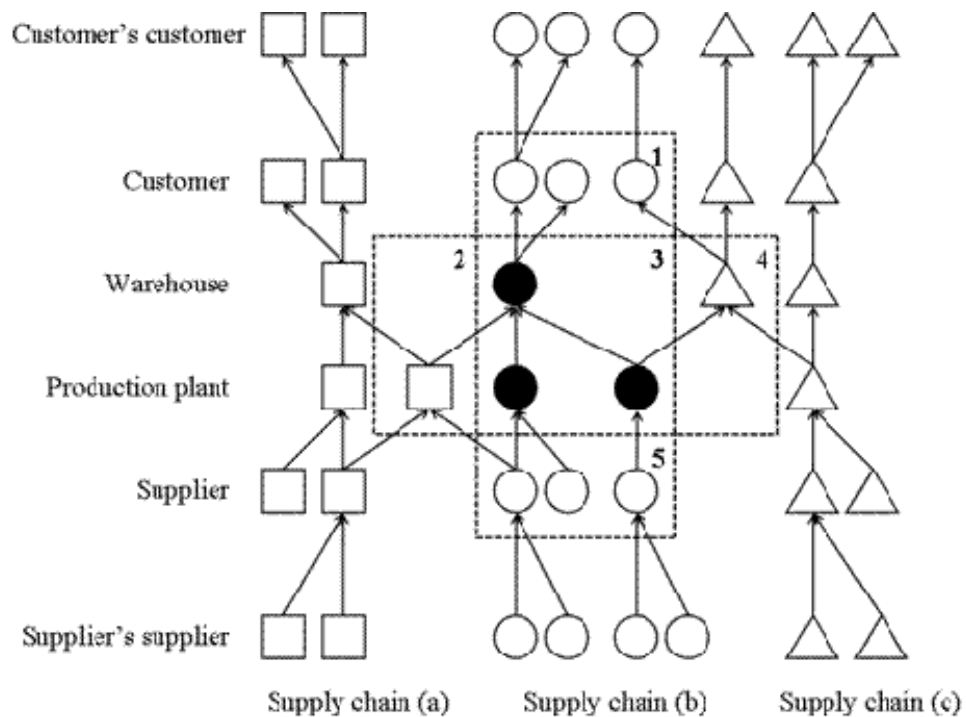 Customer's customer
1
Customer
2
3
4
Warehouse
Production plant
5
Supplier
Supplier's supplier
Supply chain (a)
Supply chain (b)
Supply chain (c)